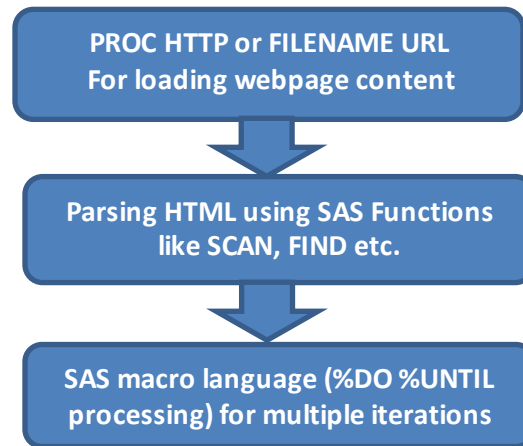 PROC HTTP or FILENAME URL
For loading webpage content
Parsing HTML using SAS Functions
like SCAN, FIND etc.
SAS macro language (%DO %UNTIL
processing) for multiple iterations